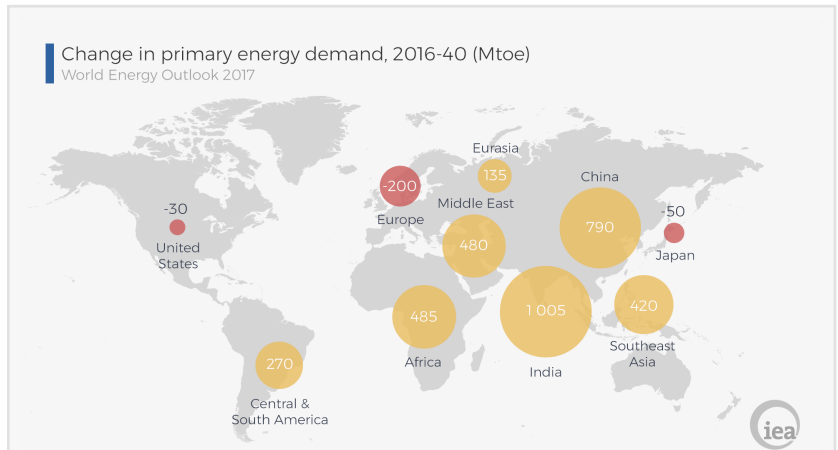 Change in primary energy demand, 2016-40 (Mtoe)
World Energy Outlook 2017
Eurasia
135
China
-200
Middle East
-30
-50
Europe
790
United
States
480
Japan
1 005
420
485
Southeast
Asia
Africa
270
India
Central &
South America
iea